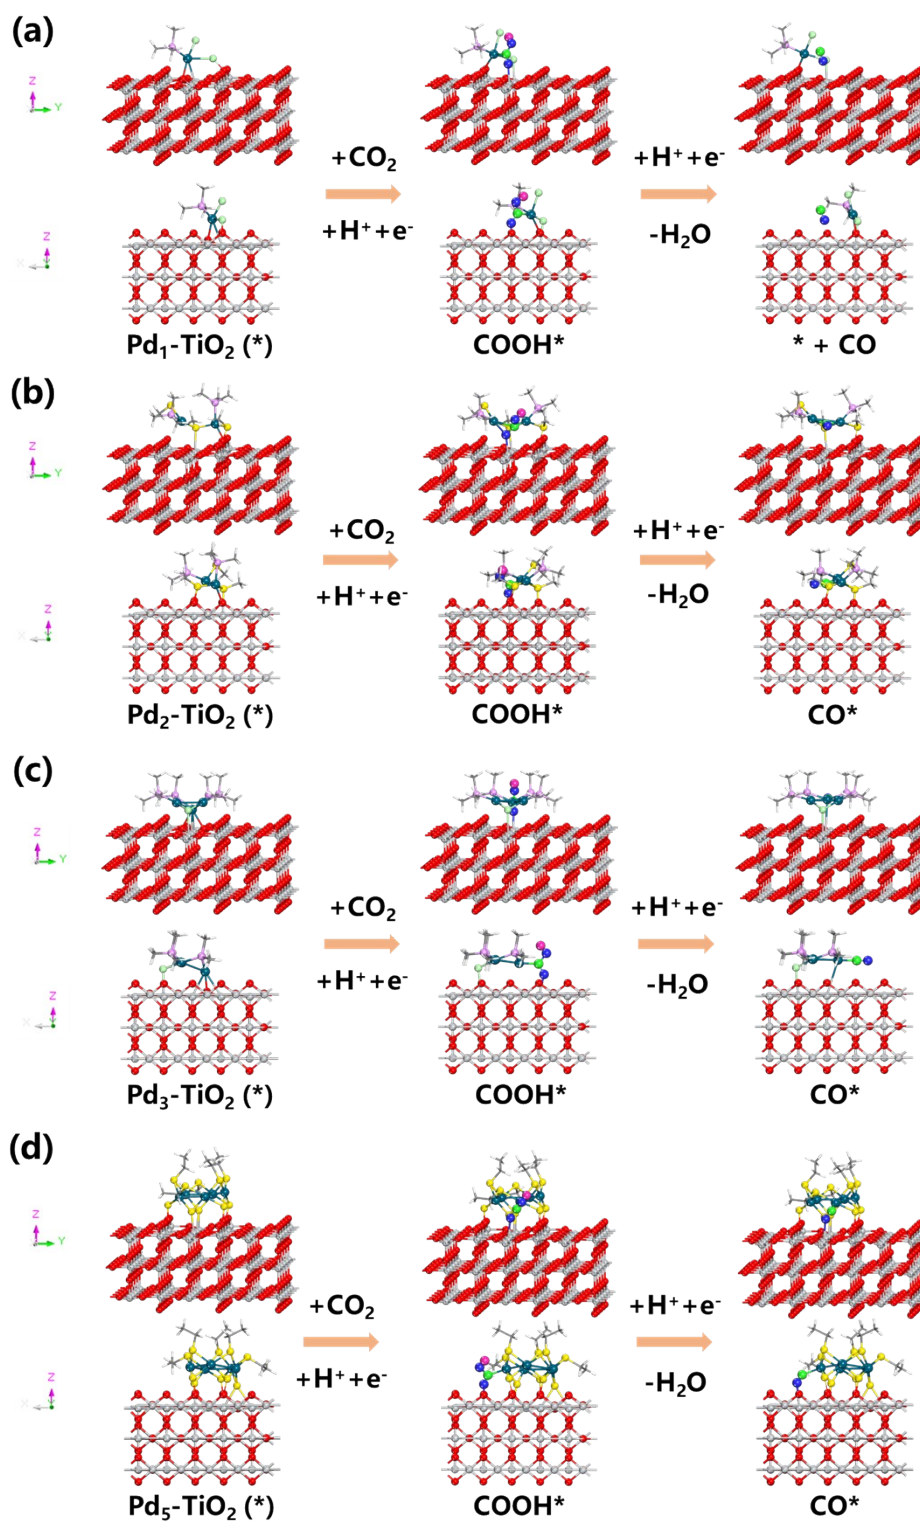 (a)
Z
Y
+CO₂
+H⁺+e⁻
+H⁺+e⁻
-H₂O
Z
X
Pd₁-TiO₂ (*)
COOH*
* + CO
(b)
Z
Y
+CO₂
+H⁺+e⁻
+H⁺+e⁻
-H₂O
Z
X
Pd₂-TiO₂ (*)
COOH*
CO*
(c)
Z
Y
+CO₂
+H⁺+e⁻
+H⁺+e⁻
-H₂O
Z
X
Pd₃-TiO₂ (*)
COOH*
CO*
(d)
Z
Y
+CO₂
+H⁺+e⁻
+H⁺+e⁻
-H₂O
Z
X
Pd₅-TiO₂ (*)
COOH*
CO*